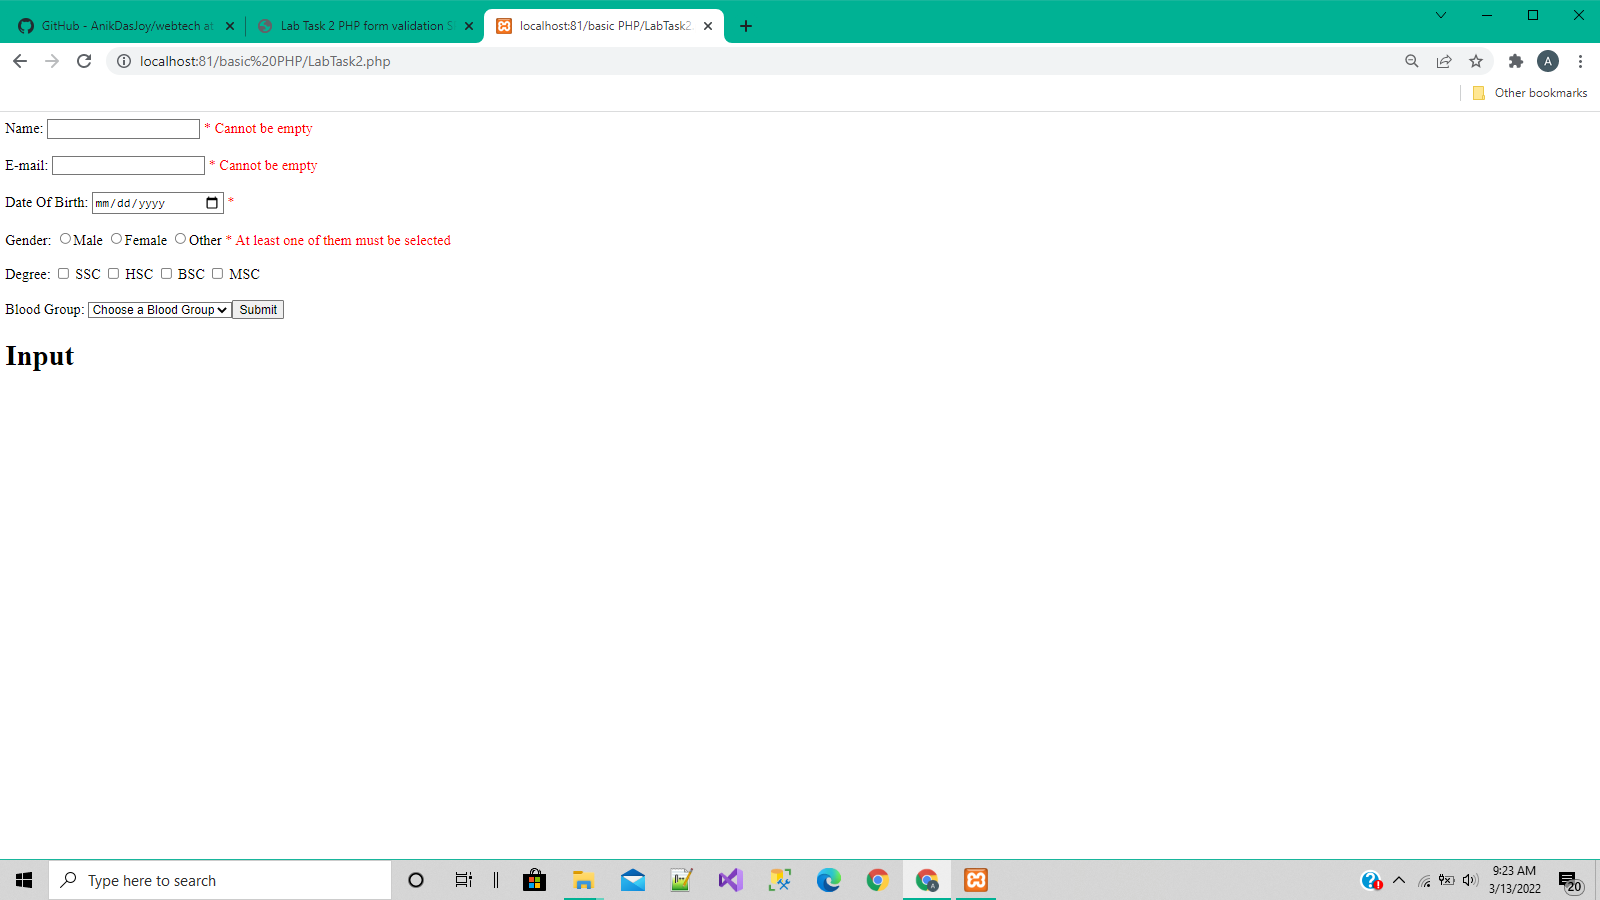 GitHub - AnikDasJoy/webtech at
Lab Task 2 PHP form validation
localhost:81/basic PHP/LabTask2.
localhost:81/basic%20PHP/LabTask2.php
A
Other bookmarks
Name: * Cannot be empty
E-mail: * Cannot be empty
Date Of Birth: mm/dd/yyyy *
Gender: Male Female Other * At least one of them must be selected
Degree: SSC HSC BSC MSC
Blood Group: Choose a Blood Group Submit
Input
Type here to search
9:23 AM
3/13/2022
20